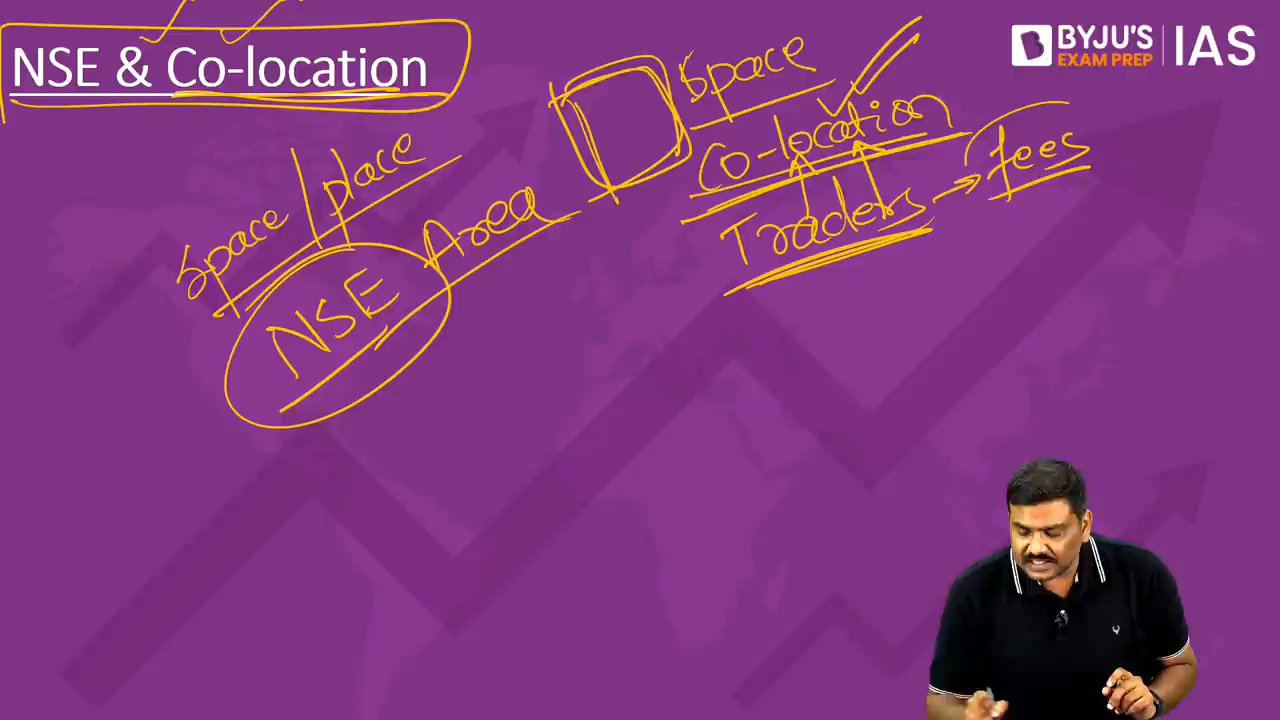 NSE & Co-location
BYJU'S
EXAM PREP
IAS
Space
Co-location
Traders → fees
Space / place
NSE Area